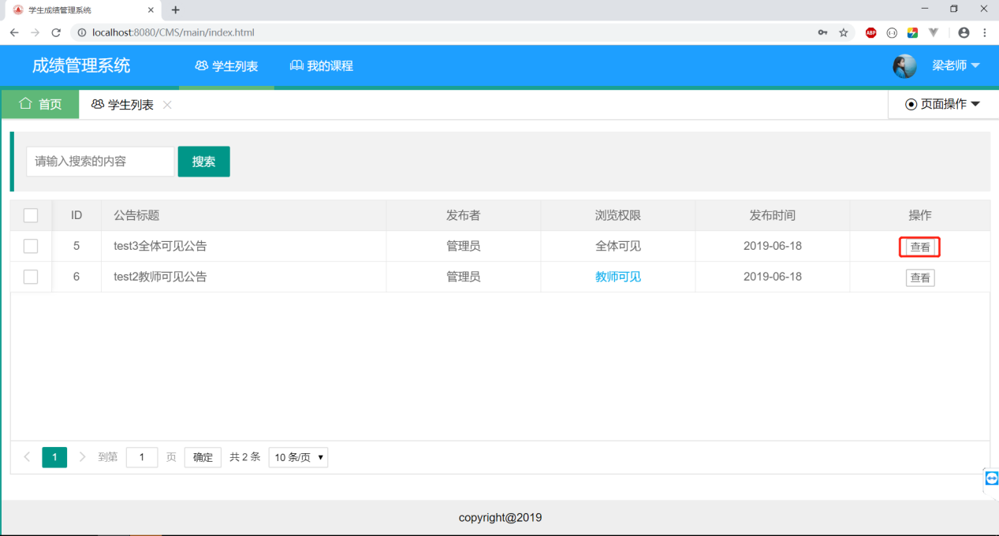 学生成绩管理系统
localhost:8080/CMS/main/index.html
ABP
成绩管理系统 学生列表 我的课程 梁老师
首页 学生列表 页面操作
请输入搜索的内容 搜索
ID 公告标题 发布者 浏览权限 发布时间 操作
5 test3全体可见公告 管理员 全体可见 2019-06-18 查看
6 test2教师可见公告 管理员 教师可见 2019-06-18 查看
1 到第 1 页 确定 共 2 条 10 条/页
copyright@2019